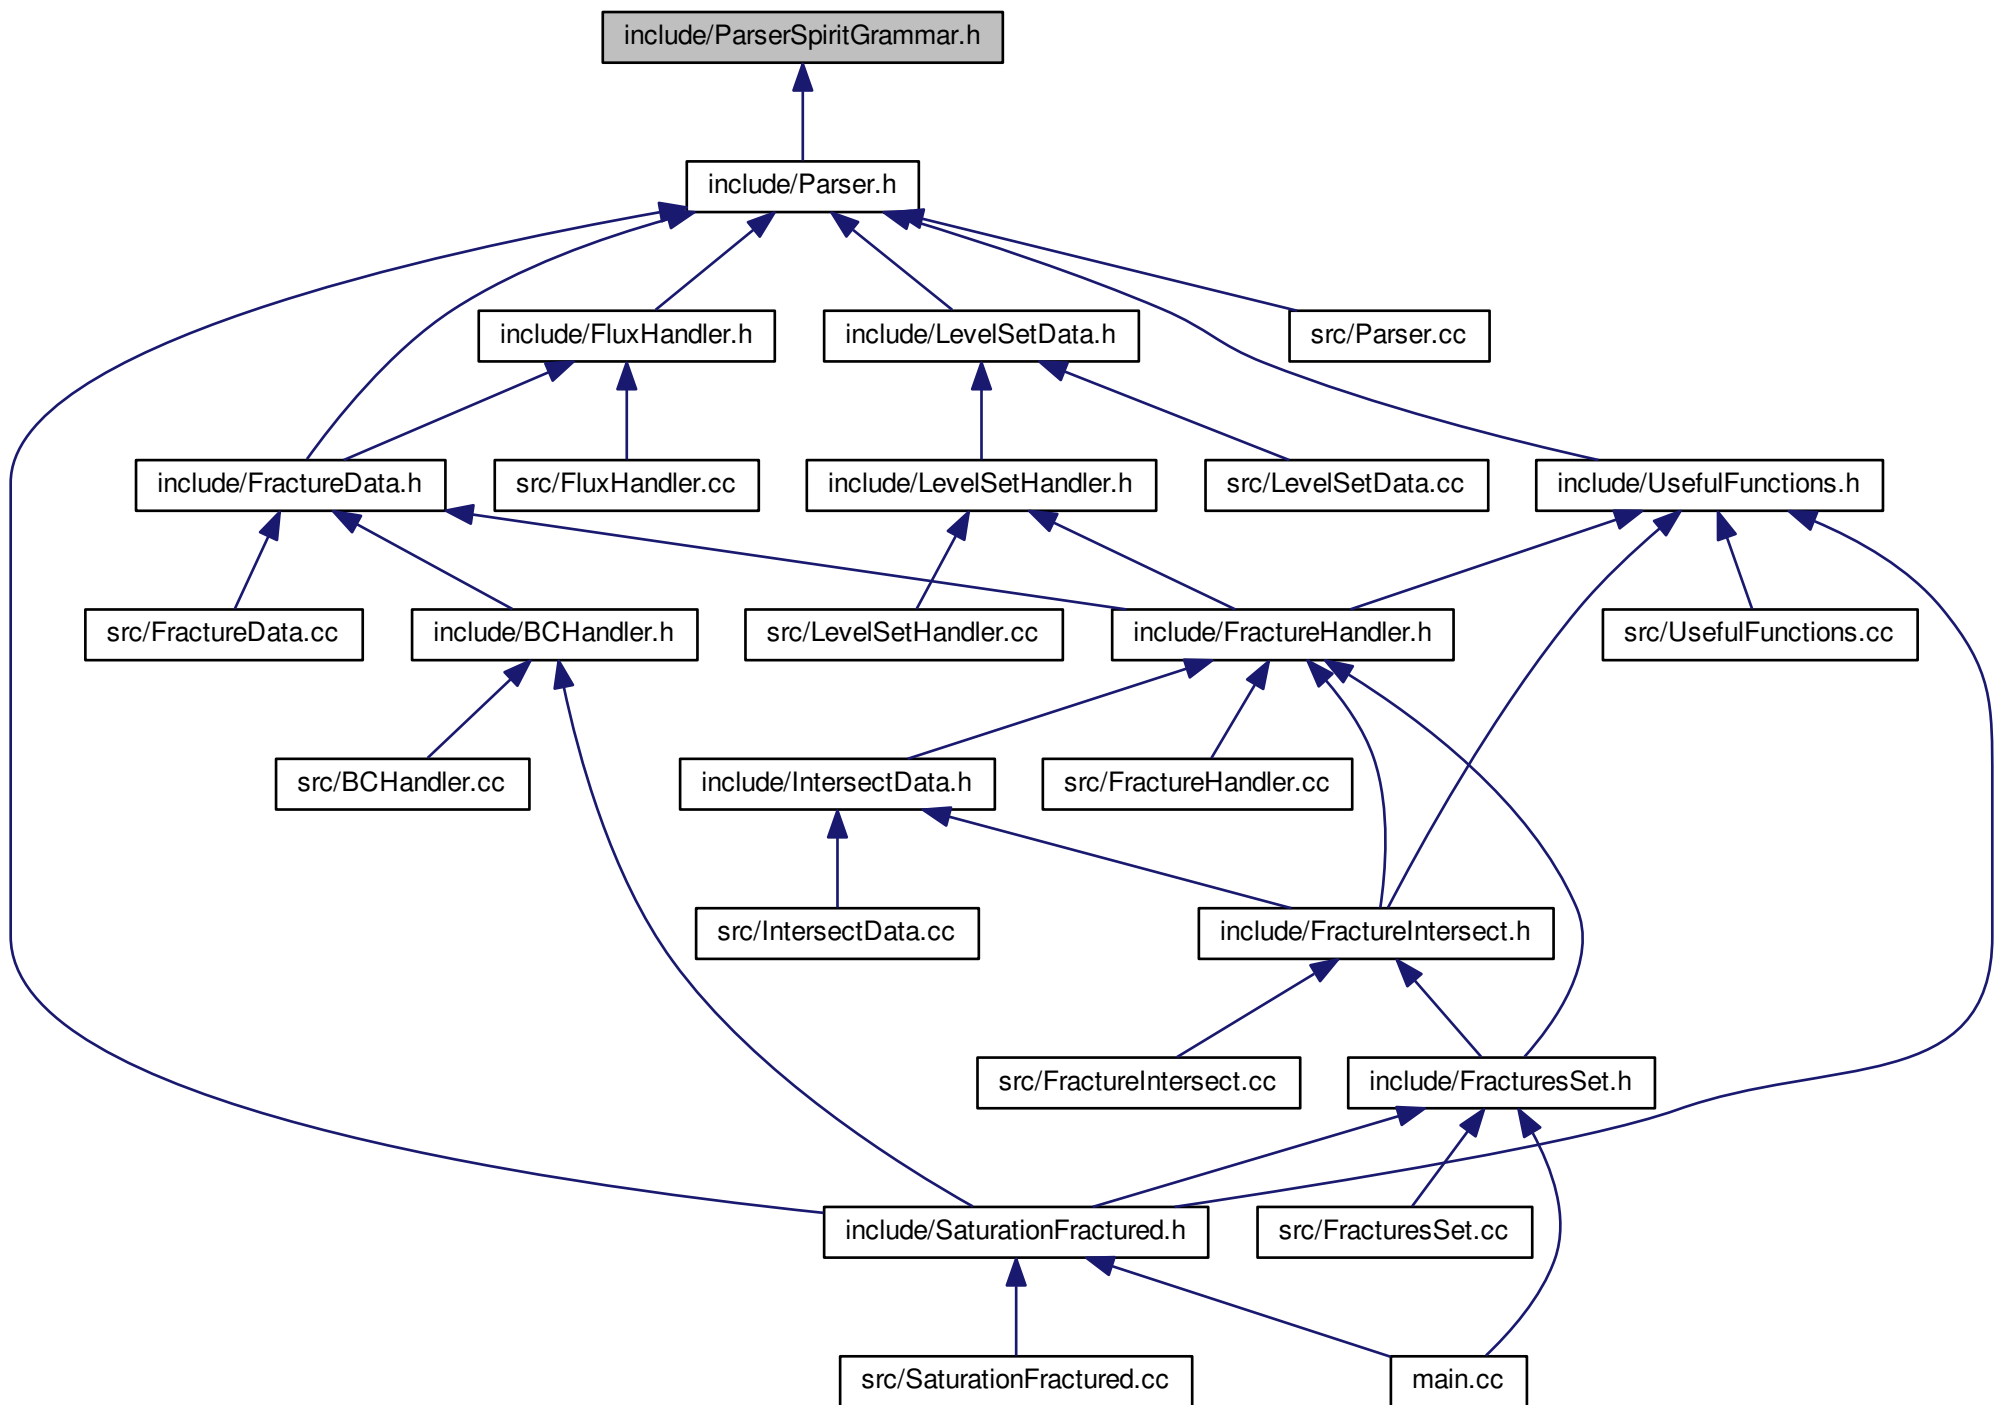 include/ParserSpiritGrammar.h
include/Parser.h
include/FluxHandler.h
include/LevelSetData.h
src/Parser.cc
include/FractureData.h
src/FluxHandler.cc
include/LevelSetHandler.h
src/LevelSetData.cc
include/UsefulFunctions.h
src/FractureData.cc
include/BCHandler.h
src/LevelSetHandler.cc
include/FractureHandler.h
src/UsefulFunctions.cc
src/BCHandler.cc
include/IntersectData.h
src/FractureHandler.cc
src/IntersectData.cc
include/FractureIntersect.h
src/FractureIntersect.cc
include/FracturesSet.h
include/SaturationFractured.h
src/FracturesSet.cc
src/SaturationFractured.cc
main.cc